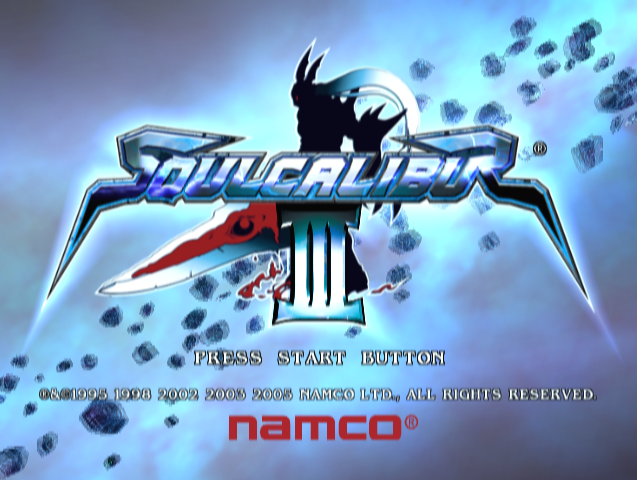 SOULCALIBUR®
III
PRESS START BUTTON
®&©1995 1998 2002 2003 2005 NAMCO LTD., ALL RIGHTS RESERVED.
namco®